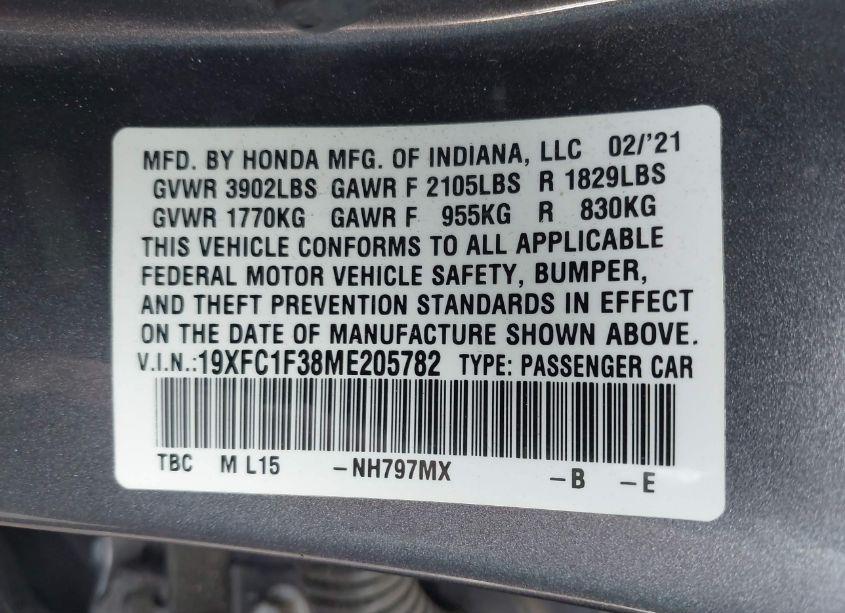 MFD. BY HONDA MFG. OF INDIANA, LLC 02/'21
GVWR 3902LBS GAWR F 2105LBS R 1829LBS
GVWR 1770KG GAWR F 955KG R 830KG
THIS VEHICLE CONFORMS TO ALL APPLICABLE
FEDERAL MOTOR VEHICLE SAFETY, BUMPER,
AND THEFT PREVENTION STANDARDS IN EFFECT
ON THE DATE OF MANUFACTURE SHOWN ABOVE.
V.I.N.:19XFC1F38ME205782 TYPE: PASSENGER CAR
TBC M L15 -NH797MX -B -E